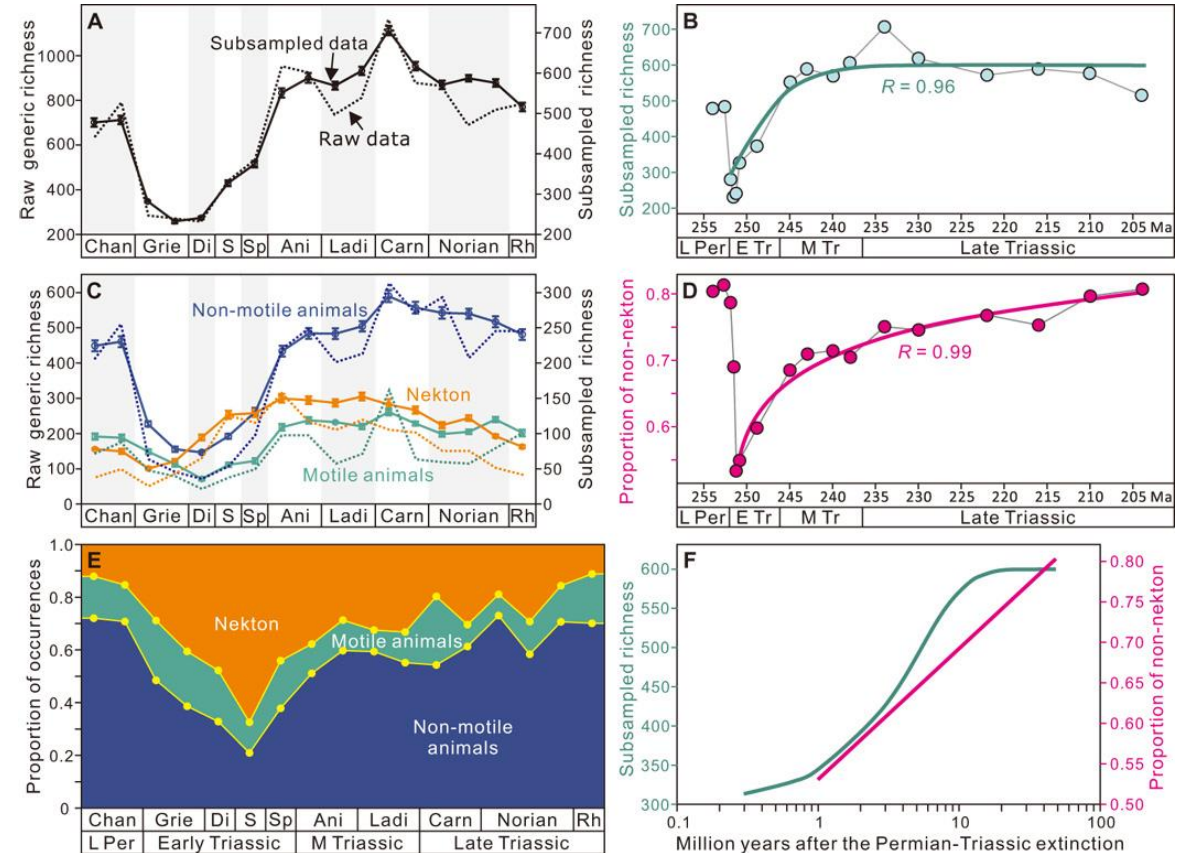 A
Subsampled data
Raw data
Raw generic richness
1000
800
600
400
200
Subsampled richness
700
600
500
400
300
200
Chan Grie Di S Sp Ani Ladi Carn Norian Rh
B
R = 0.96
Subsampled richness
700
600
500
400
300
200
255 250 245 240 235 230 225 220 215 210 205 Ma
L Per E Tr M Tr Late Triassic
C
Non-motile animals
Nekton
Motile animals
Raw generic richness
600
500
400
300
200
100
0
Subsampled richness
300
250
200
150
100
50
0
Chan Grie Di S Sp Ani Ladi Carn Norian Rh
D
R = 0.99
Proportion of non-nekton
0.8
0.7
0.6
255 250 245 240 235 230 225 220 215 210 205 Ma
L Per E Tr M Tr Late Triassic
E
Nekton
Motile animals
Non-motile
animals
Proportion of occurrences
1.0
0.8
0.6
0.4
0.2
0
Chan Grie Di S Sp Ani Ladi Carn Norian Rh
L Per Early Triassic M Triassic Late Triassic
F
Subsampled richness
600
550
500
450
400
350
300
Proportion of non-nekton
0.80
0.75
0.70
0.65
0.60
0.55
0.50
0.1 1 10 100
Million years after the Permian-Triassic extinction